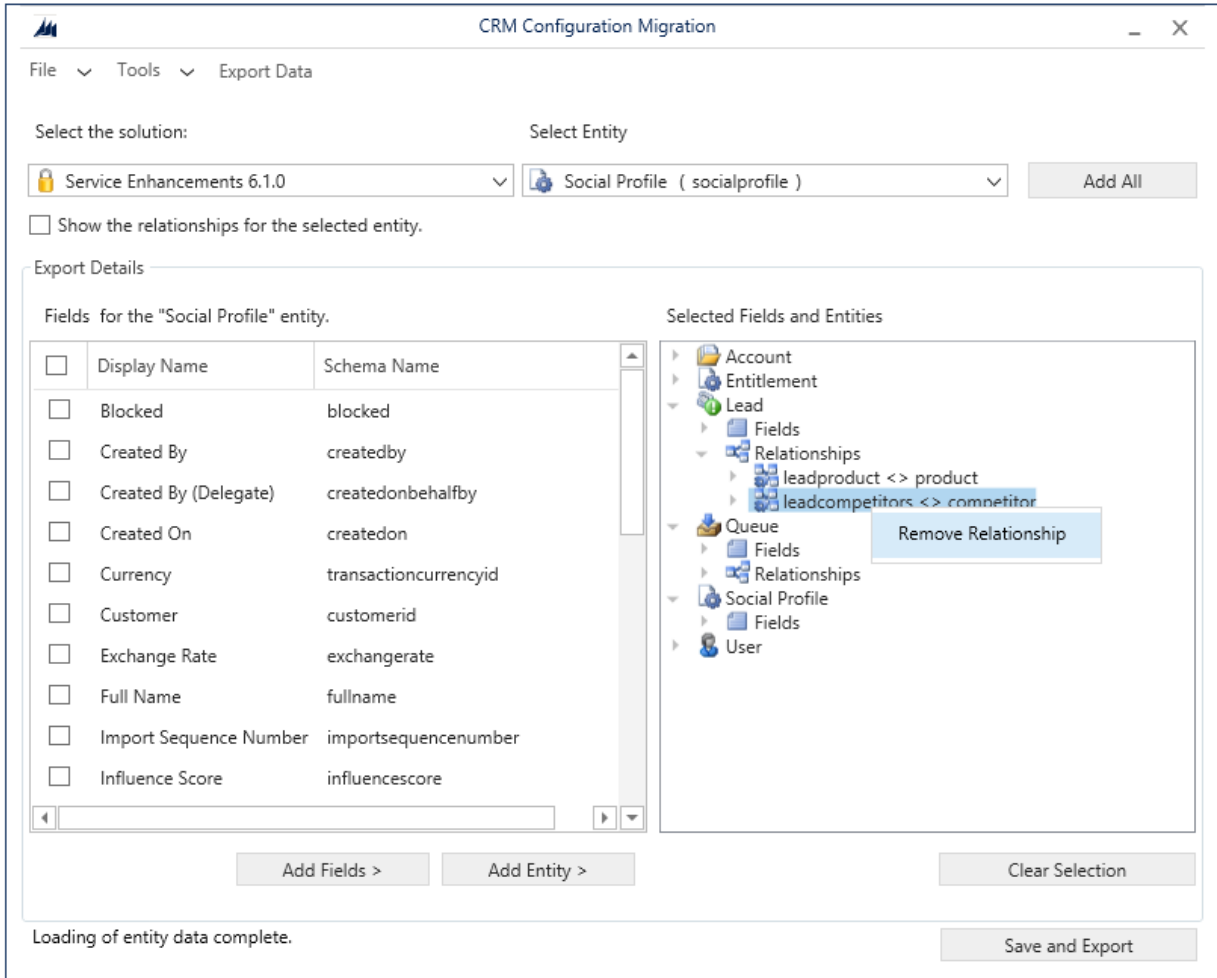 CRM Configuration Migration
File Tools Export Data
Select the solution: Select Entity
Service Enhancements 6.1.0 Social Profile ( socialprofile ) Add All
Show the relationships for the selected entity.
Export Details
Fields for the "Social Profile" entity.
Display Name Schema Name
Blocked blocked
Created By createdby
Created By (Delegate) createdonbehalfby
Created On createdon
Currency transactioncurrencyid
Customer customerid
Exchange Rate exchangerate
Full Name fullname
Import Sequence Number importsequencenumber
Influence Score influencescore
Add Fields > Add Entity >
Selected Fields and Entities
Account
Entitlement
Lead
Fields
Relationships
leadproduct <> product
leadcompetitors <> competitor
Remove Relationship
Queue
Fields
Relationships
Social Profile
Fields
User
Clear Selection
Loading of entity data complete.
Save and Export